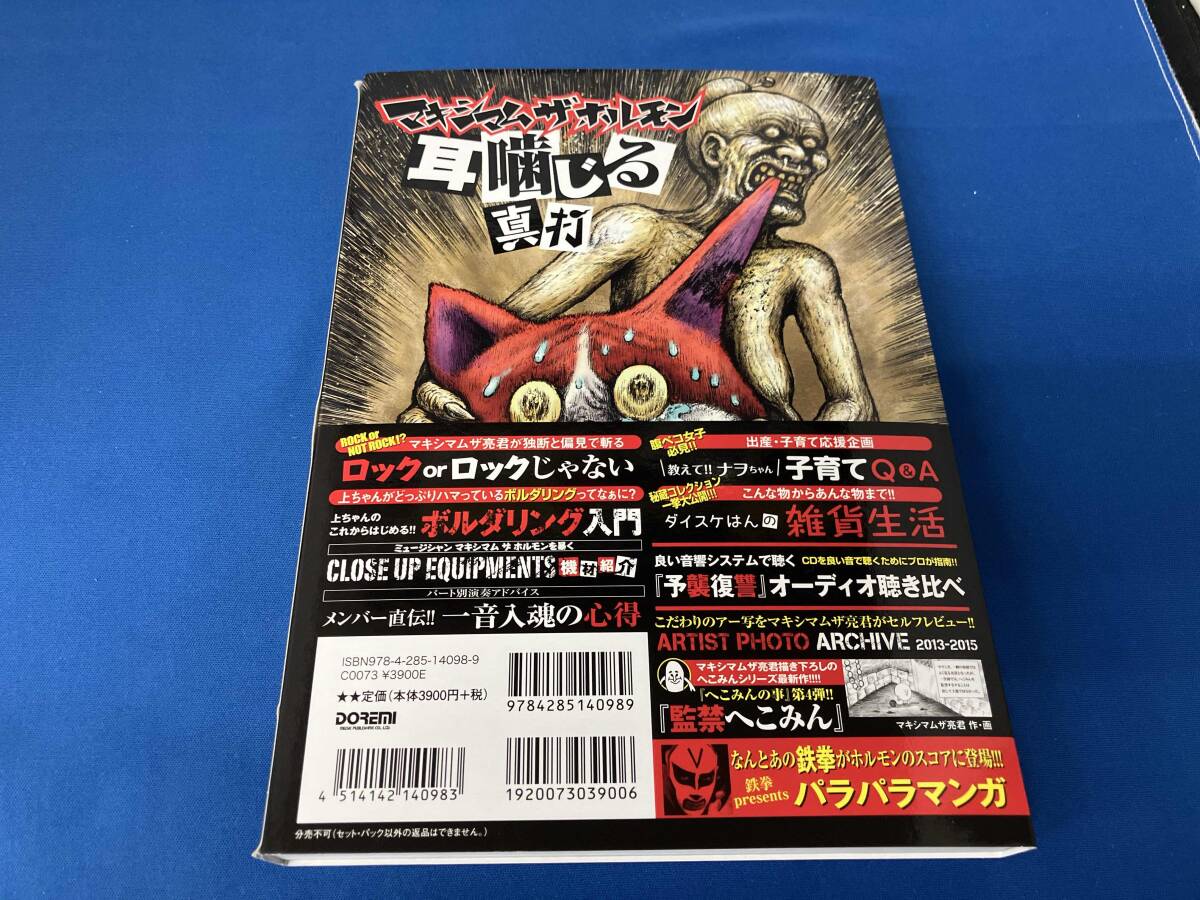 マキシマム ザ ホルモン
耳噛じる
真打
ROCK or NOT ROCK!?
マキシマムザ亮君が独断と偏見で斬る
ロック or ロックじゃない
上ちゃんがどっぷりハマっているボルダリングってなぁに?
上ちゃんの
これからはじめる!! ボルダリング入門
ミュージシャン マキシマム ザ ホルモンを暴く
CLOSE UP EQUIPMENTS 機材紹介
パート別演奏アドバイス
メンバー直伝!! 一音入魂の心得
腹ペコ女子必見!!
出産・子育て応援企画
教えて!! ナヲちゃん 子育てQ&A
秘蔵コレクション一挙大公開!!!
こんな物からあんな物まで!!
ダイスケはんの雑貨生活
良い音響システムで聴く CDを良い音で聴くためにプロが指南!!
『予襲復讐』オーディオ聴き比べ
こだわりのアー写をマキシマムザ亮君がセルフレビュー!!
ARTIST PHOTO ARCHIVE 2013-2015
マキシマムザ亮君描き下ろしの
へこみんシリーズ最新作!!!!
『へこみんの事』第4弾!!
『監禁へこみん』
マキシマムザ亮君 作・画
なんとあの鉄拳がホルモンのスコアに登場!!!
鉄拳 presents パラパラマンガ
ISBN978-4-285-14098-9
C0073 ¥3900E
★★定価(本体3900円+税)
DOREMI
MUSIC PUBLISHING CO.,LTD.
9784285140989
4 514142 140983
1920073039006
分売不可(セット・パック以外の返品はできません。)